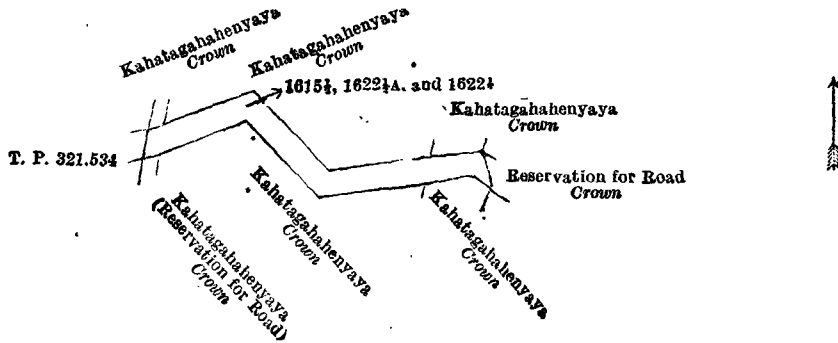 Kahatagahahenyaya
Crown
Kahatagahahenyaya
Crown
1615½, 1622½A. and 1622½
Kahatagahahenyaya
Crown
T. P. 321.534
Reservation for Road
Crown
Kahatagahahenyaya
(Reservation for Road)
Crown
Kahatagahahenyaya
Crown
Kahatagahahenyaya
Crown